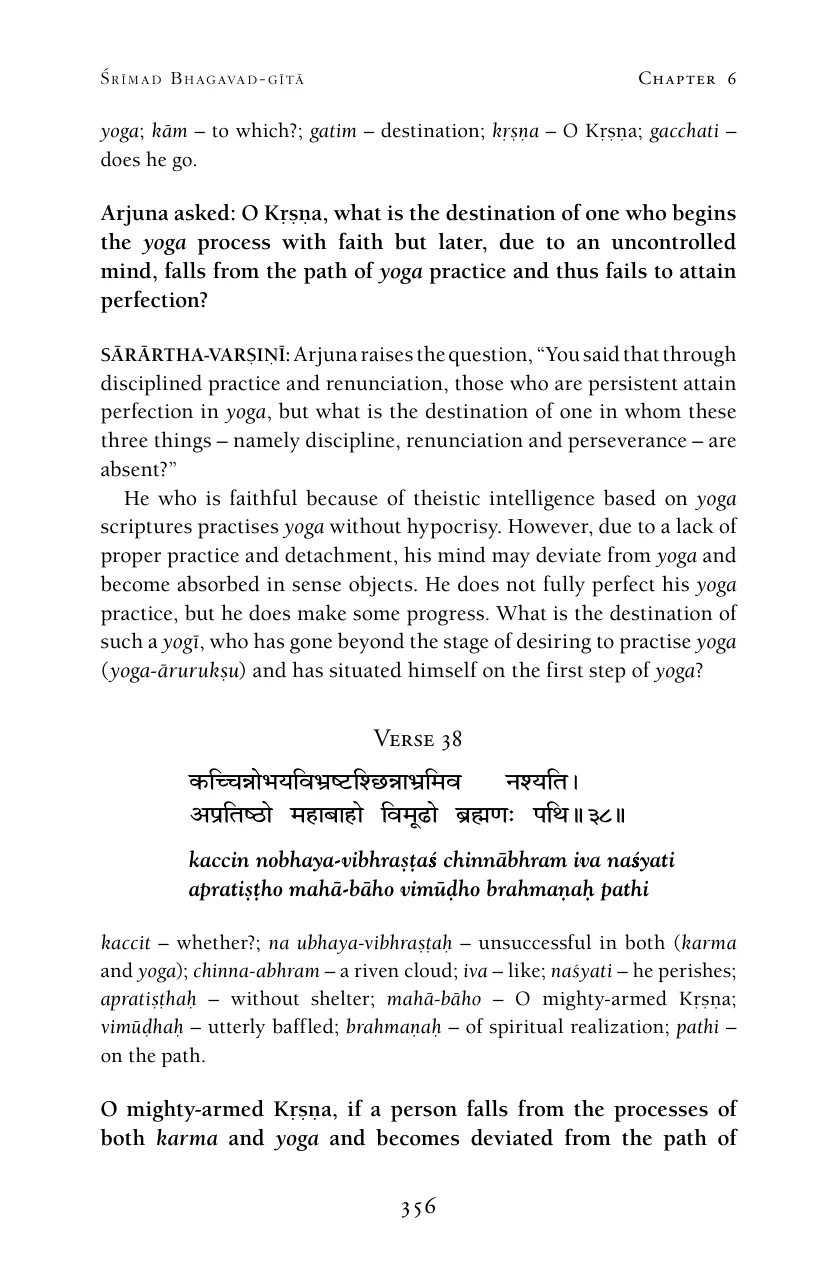 Śrīmad Bhagavad-gītā Chapter 6
yoga; kām – to which?; gatim – destination; kṛṣṇa – O Kṛṣṇa; gacchati –
does he go.
Arjuna asked: O Kṛṣṇa, what is the destination of one who begins
the yoga process with faith but later, due to an uncontrolled
mind, falls from the path of yoga practice and thus fails to attain
perfection?
SĀRĀRTHA-VARṢIṆĪ: Arjuna raises the question, “You said that through
disciplined practice and renunciation, those who are persistent attain
perfection in yoga, but what is the destination of one in whom these
three things – namely discipline, renunciation and perseverance – are
absent?”
He who is faithful because of theistic intelligence based on yoga
scriptures practises yoga without hypocrisy. However, due to a lack of
proper practice and detachment, his mind may deviate from yoga and
become absorbed in sense objects. He does not fully perfect his yoga
practice, but he does make some progress. What is the destination of
such a yogī, who has gone beyond the stage of desiring to practise yoga
(yoga-ārurukṣu) and has situated himself on the first step of yoga?
Verse 38
कच्चिन्नोभयविभ्रष्टश्छिन्नाभ्रमिव नश्यति।
अप्रतिष्ठो महाबाहो विमूढो ब्रह्मणः पथि॥३८॥
kaccin nobhaya-vibhraṣṭaś chinnābhram iva naśyati
apratiṣṭho mahā-bāho vimūḍho brahmaṇaḥ pathi
kaccit – whether?; na ubhaya-vibhraṣṭaḥ – unsuccessful in both (karma
and yoga); chinna-abhram – a riven cloud; iva – like; naśyati – he perishes;
apratiṣṭhaḥ – without shelter; mahā-bāho – O mighty-armed Kṛṣṇa;
vimūḍhaḥ – utterly baffled; brahmaṇaḥ – of spiritual realization; pathi –
on the path.
O mighty-armed Kṛṣṇa, if a person falls from the processes of
both karma and yoga and becomes deviated from the path of
356